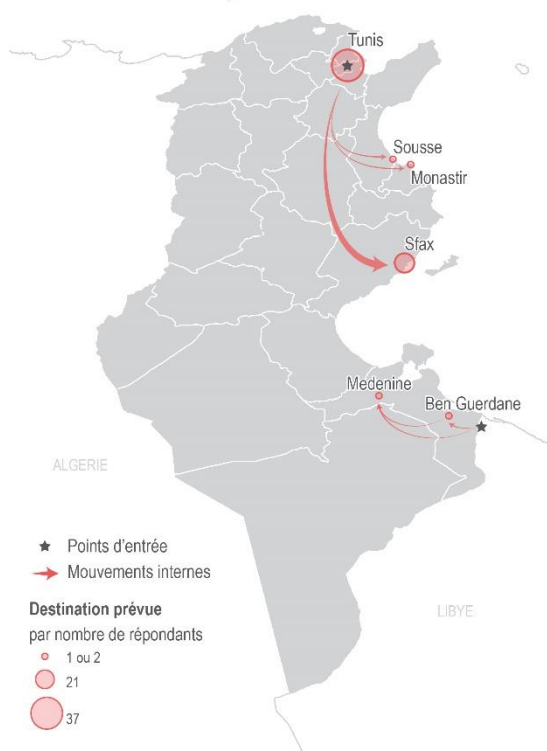 Tunis
Sousse
Monastir
Sfax
Medenine
Ben Guerdane
ALGERIE
LIBYE
Points d'entrée
Mouvements internes
Destination prévue
par nombre de répondants
1 ou 2
21
37